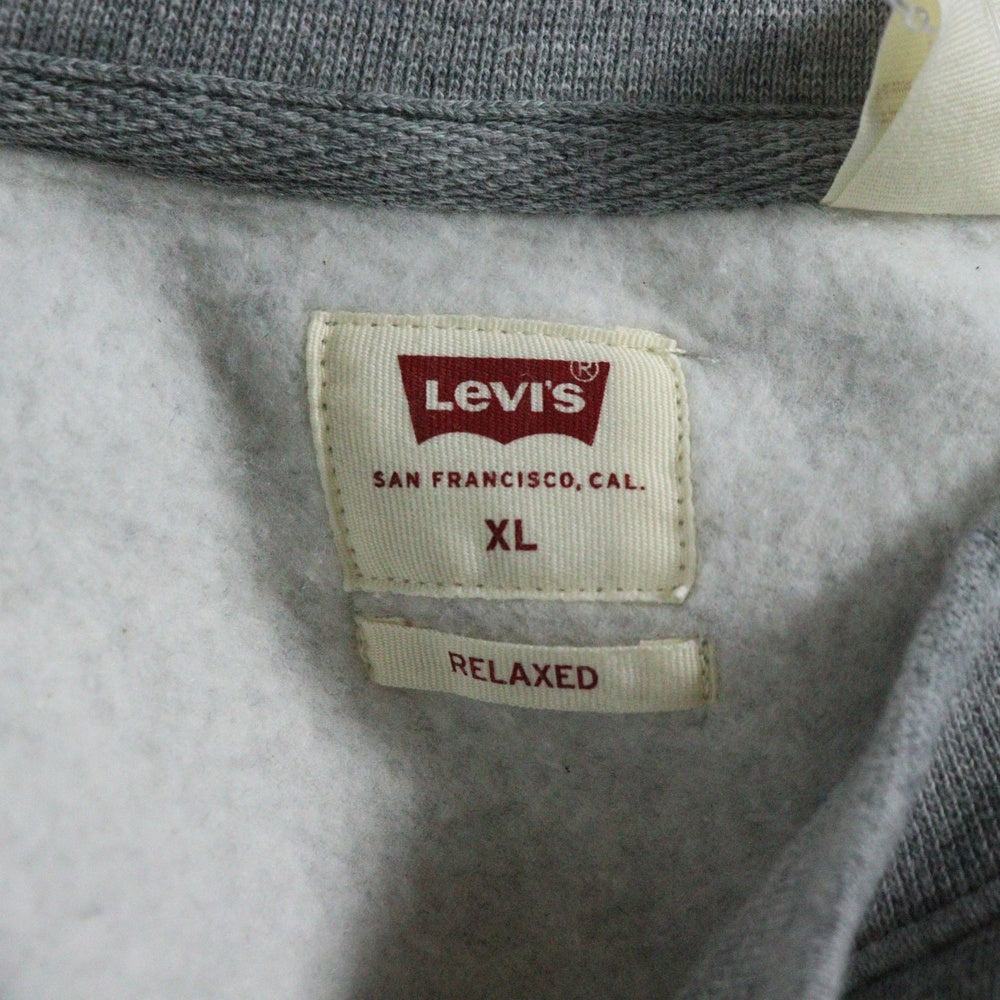 Levi's®
SAN FRANCISCO, CAL.
XL
RELAXED